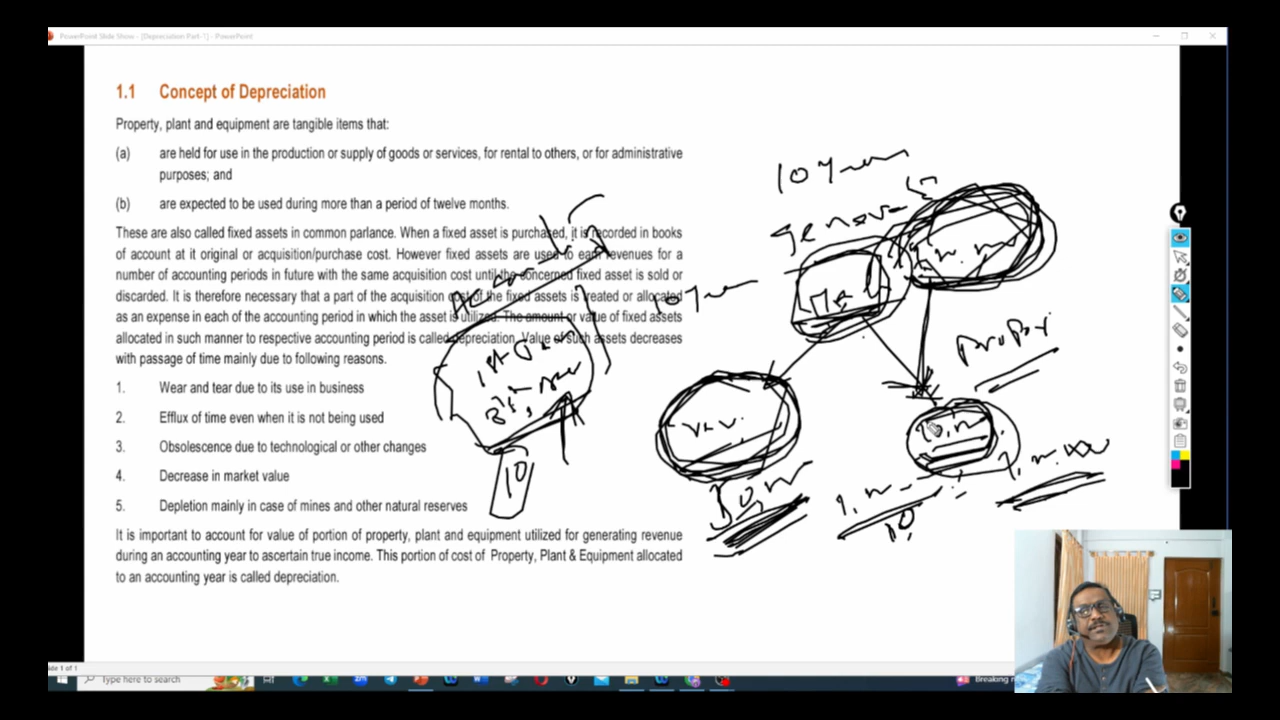 PowerPoint Slide Show - [Depreciation Part-1] - PowerPoint
1.1 Concept of Depreciation
Property, plant and equipment are tangible items that:
(a) are held for use in the production or supply of goods or services, for rental to others, or for administrative
purposes; and
(b) are expected to be used during more than a period of twelve months.
These are also called fixed assets in common parlance. When a fixed asset is purchased, it is recorded in books
of account at it original or acquisition/purchase cost. However fixed assets are used to earn revenues for a
number of accounting periods in future with the same acquisition cost until the concerned fixed asset is sold or
discarded. It is therefore necessary that a part of the acquisition cost of the fixed assets is treated or allocated
as an expense in each of the accounting period in which the asset is utilized. The amount or value of fixed assets
allocated in such manner to respective accounting period is called depreciation. Value of such assets decreases
with passage of time mainly due to following reasons.
1. Wear and tear due to its use in business
2. Efflux of time even when it is not being used
3. Obsolescence due to technological or other changes
4. Decrease in market value
5. Depletion mainly in case of mines and other natural reserves
It is important to account for value of portion of property, plant and equipment utilized for generating revenue
during an accounting year to ascertain true income. This portion of cost of Property, Plant & Equipment allocated
to an accounting year is called depreciation.
10
10
Type here to search
Breaking